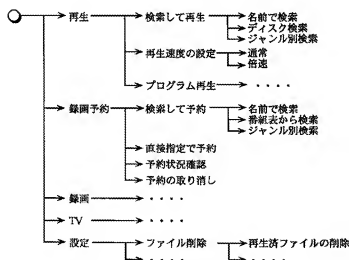 再生
検索して再生
名前で検索
ディスク検索
ジャンル別検索
再生速度の設定
通常
倍速
プログラム再生
・・・・
録画予約
検索して予約
名前で検索
番組表から検索
ジャンル別検索
直接指定で予約
予約状況確認
予約の取り消し
録画
・・・・
TV
・・・・
設定
ファイル削除
再生済ファイルの削除
・・・・
・・・・